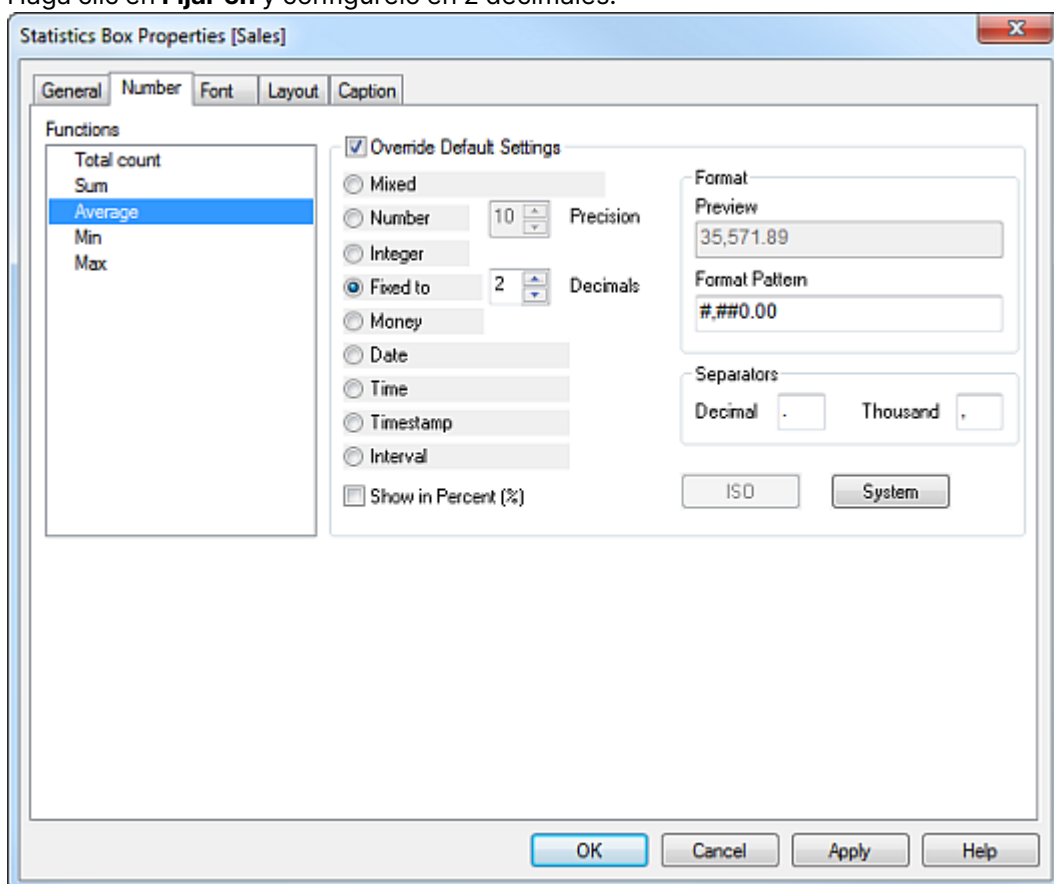 Haga clic en Fijar en y configúrelo en 2 decimales.
Statistics Box Properties [Sales]
General Number Font Layout Caption
Functions
Total count
Sum
Average
Min
Max
Override Default Settings
Mixed
Number 10 Precision
Integer
Fixed to 2 Decimals
Money
Date
Time
Timestamp
Interval
Show in Percent (%)
Format
Preview
35,571.89
Format Pattern
#,##0.00
Separators
Decimal . Thousand ,
ISO System
OK Cancel Apply Help